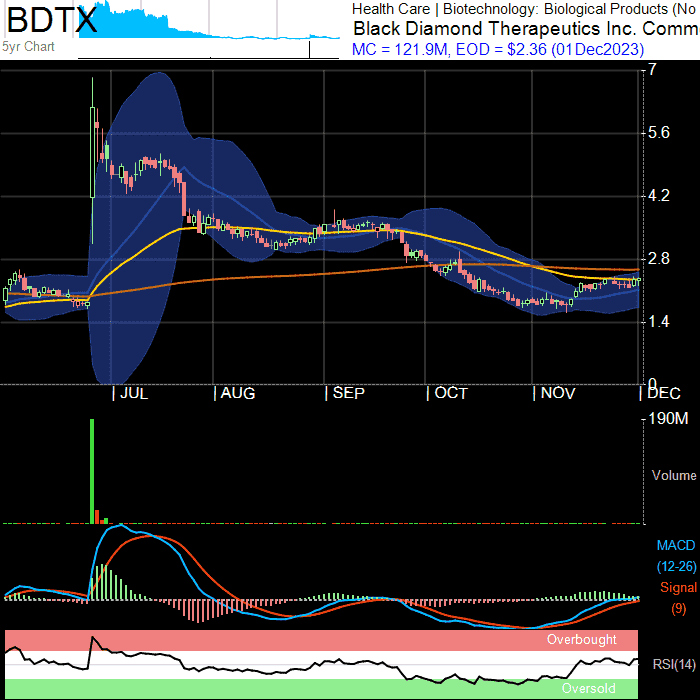 BDTX
5yr Chart
Health Care | Biotechnology: Biological Products (No
Black Diamond Therapeutics Inc. Comm
MC = 121.9M, EOD = $2.36 (01Dec2023)
7
5.6
4.2
2.8
1.4
0
| JUL | AUG | SEP | OCT | NOV | DEC
190M
Volume
MACD
(12-26)
Signal
(9)
Overbought
RSI(14)
Oversold